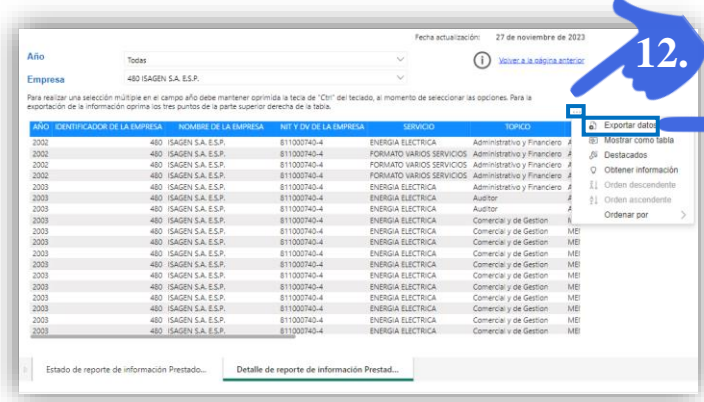 Fecha actualización: 27 de noviembre de 2023
12.
Año Todas
Volver a la página anterior
Empresa 480 ISAGEN S.A. E.S.P.
Para realizar una selección múltiple en el campo año debe mantener oprimida la tecla de "Ctrl" del teclado, al momento de seleccionar las opciones. Para la
exportación de la información oprima los tres puntos de la parte superior derecha de la tabla.
AÑO IDENTIFICADOR DE LA EMPRESA NOMBRE DE LA EMPRESA NIT Y DV DE LA EMPRESA SERVICIO TOPICO
2002 480 ISAGEN S.A. E.S.P. 811000740-4 ENERGIA ELECTRICA Administrativo y Financiero A
2002 480 ISAGEN S.A. E.S.P. 811000740-4 FORMATO VARIOS SERVICIOS Administrativo y Financiero A
2002 480 ISAGEN S.A. E.S.P. 811000740-4 FORMATO VARIOS SERVICIOS Administrativo y Financiero A
2003 480 ISAGEN S.A. E.S.P. 811000740-4 ENERGIA ELECTRICA Administrativo y Financiero A
2003 480 ISAGEN S.A. E.S.P. 811000740-4 ENERGIA ELECTRICA Auditor A
2003 480 ISAGEN S.A. E.S.P. 811000740-4 ENERGIA ELECTRICA Auditor A
2003 480 ISAGEN S.A. E.S.P. 811000740-4 ENERGIA ELECTRICA Comercial y de Gestion
2003 480 ISAGEN S.A. E.S.P. 811000740-4 ENERGIA ELECTRICA Comercial y de Gestion MEI
2003 480 ISAGEN S.A. E.S.P. 811000740-4 ENERGIA ELECTRICA Comercial y de Gestion MEI
2003 480 ISAGEN S.A. E.S.P. 811000740-4 ENERGIA ELECTRICA Comercial y de Gestion MEI
2003 480 ISAGEN S.A. E.S.P. 811000740-4 ENERGIA ELECTRICA Comercial y de Gestion MEI
2003 480 ISAGEN S.A. E.S.P. 811000740-4 ENERGIA ELECTRICA Comercial y de Gestion MEI
2003 480 ISAGEN S.A. E.S.P. 811000740-4 ENERGIA ELECTRICA Comercial y de Gestion MEI
2003 480 ISAGEN S.A. E.S.P. 811000740-4 ENERGIA ELECTRICA Comercial y de Gestion MEI
2003 480 ISAGEN S.A. E.S.P. 811000740-4 ENERGIA ELECTRICA Comercial y de Gestion MEI
2003 480 ISAGEN S.A. E.S.P. 811000740-4 ENERGIA ELECTRICA Comercial y de Gestion MEI
Exportar datos
Mostrar como tabla
Destacados
Obtener información
Orden descendente
Orden ascendente
Ordenar por
Estado de reporte de información Prestado... Detalle de reporte de información Prestad...